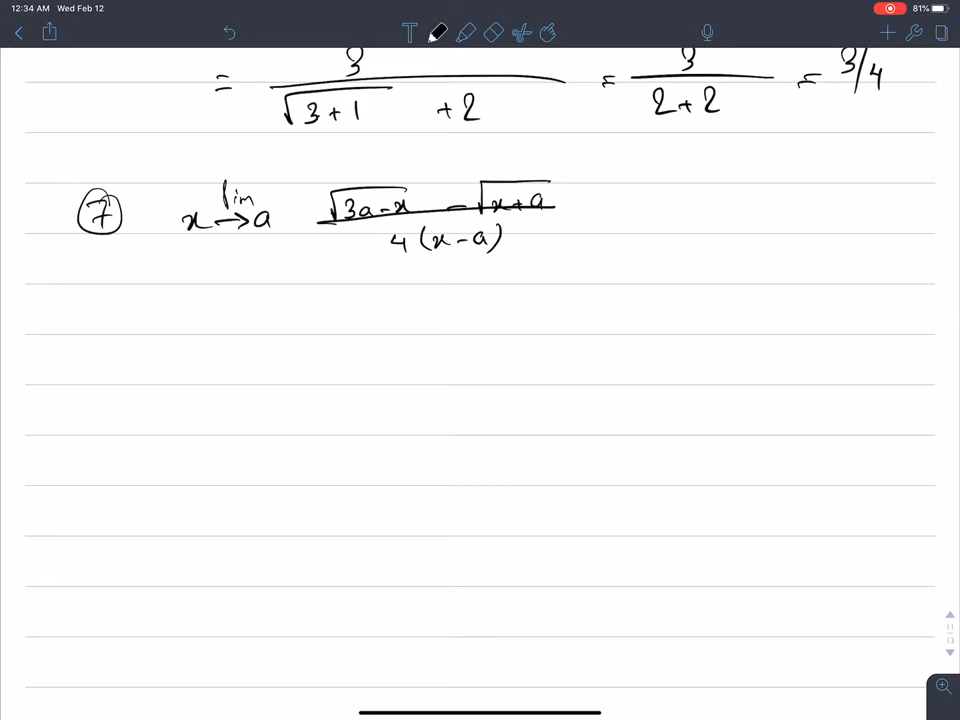 12:34 AM Wed Feb 12 81%
T
= 3/(√(3+1) +2) = 3/(2+2) = 3/4
⑦ lim x→a (√(3a-x) - √(x+a))/(4(x-a))